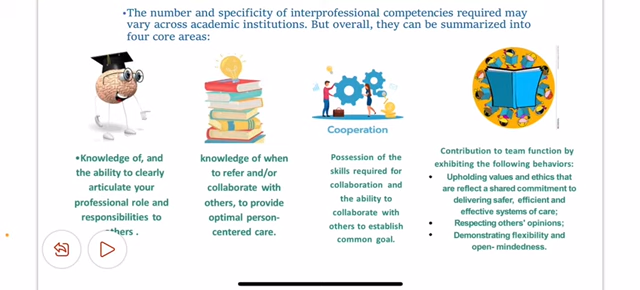 •The number and specificity of interprofessional competencies required may
vary across academic institutions. But overall, they can be summarized into
four core areas:
•Knowledge of, and
the ability to clearly
articulate your
professional role and
responsibilities to
others .
knowledge of when
to refer and/or
collaborate with
others, to provide
optimal person-
centered care.
Cooperation
Possession of the
skills required for
collaboration and
the ability to
collaborate with
others to establish
common goal.
Contribution to team function by
exhibiting the following behaviors:
• Upholding values and ethics that
are reflect a shared commitment to
delivering safer, efficient and
effective systems of care;
• Respecting others' opinions;
• Demonstrating flexibility and
open- mindedness.